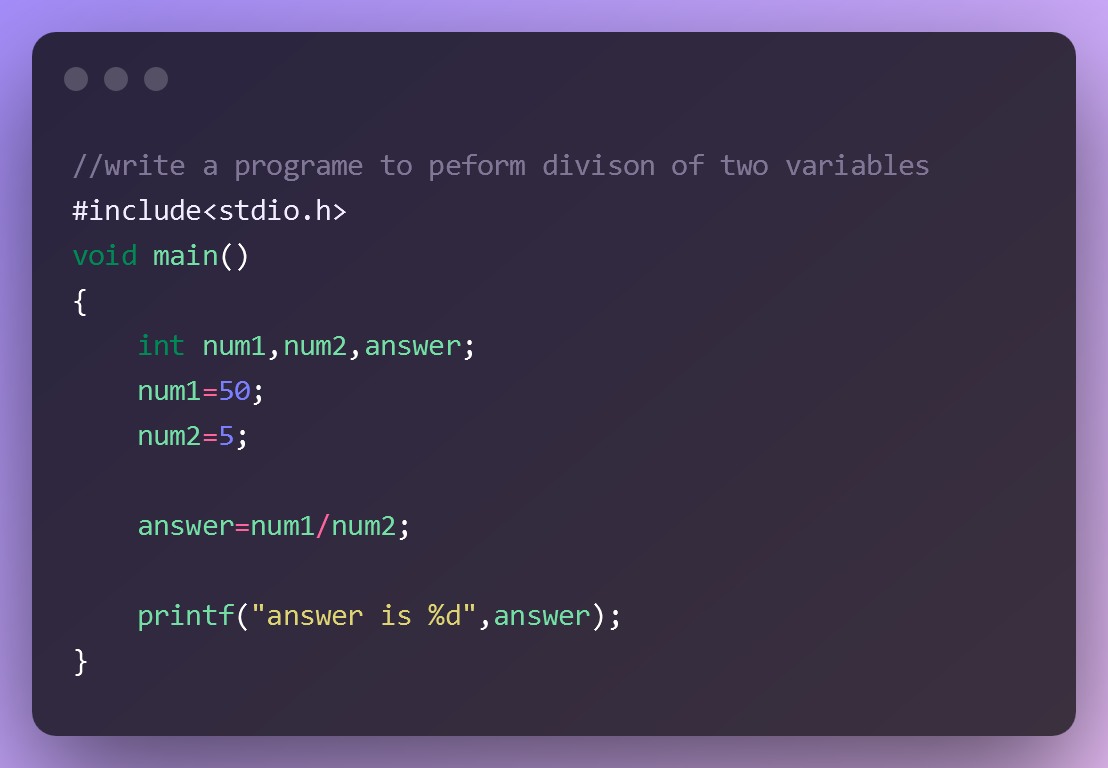 //write a programe to peform divison of two variables
#include<stdio.h>
void main()
{
    int num1,num2,answer;
    num1=50;
    num2=5;

    answer=num1/num2;

    printf("answer is %d",answer);
}